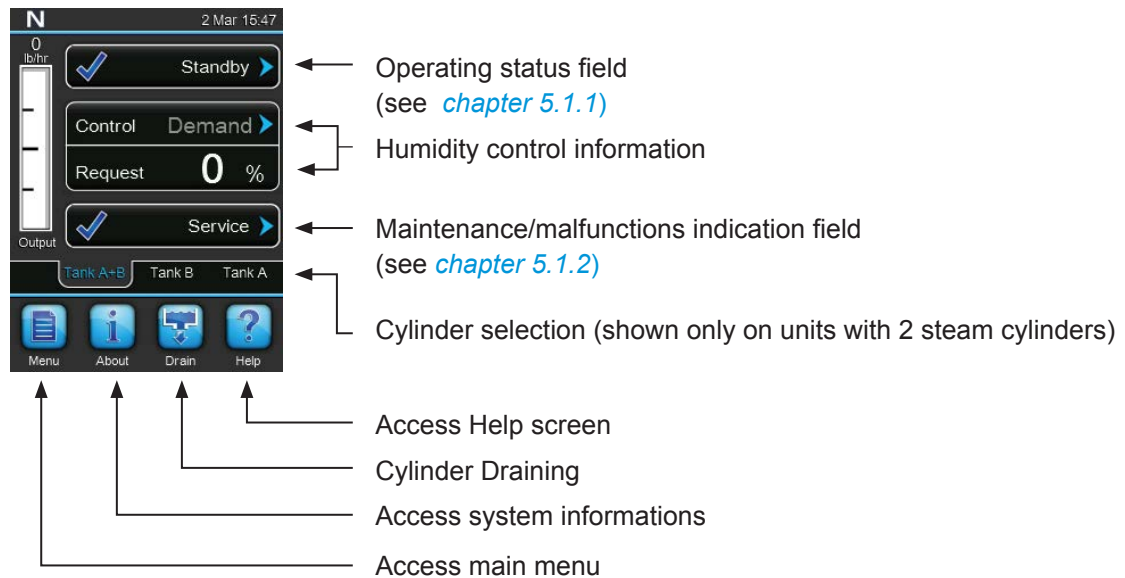 N 2 Mar 15:47
0
lb/hr
Standby
Control Demand
Request 0 %
Service
Output
Tank A+B Tank B Tank A
Menu About Drain Help
Operating status field
(see chapter 5.1.1)
Humidity control information
Maintenance/malfunctions indication field
(see chapter 5.1.2)
Cylinder selection (shown only on units with 2 steam cylinders)
Access Help screen
Cylinder Draining
Access system informations
Access main menu